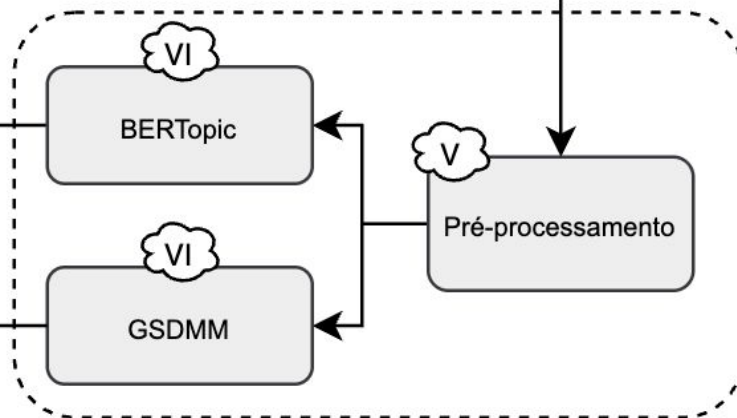 VI
BERTopic
V
Pré-processamento
VI
GSDMM